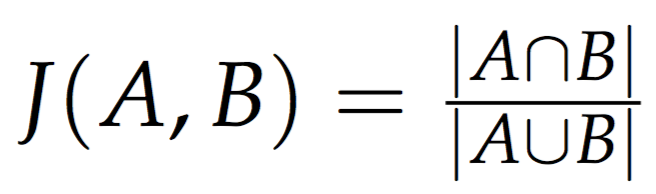 J(A, B) = |A∩B| / |A∪B|